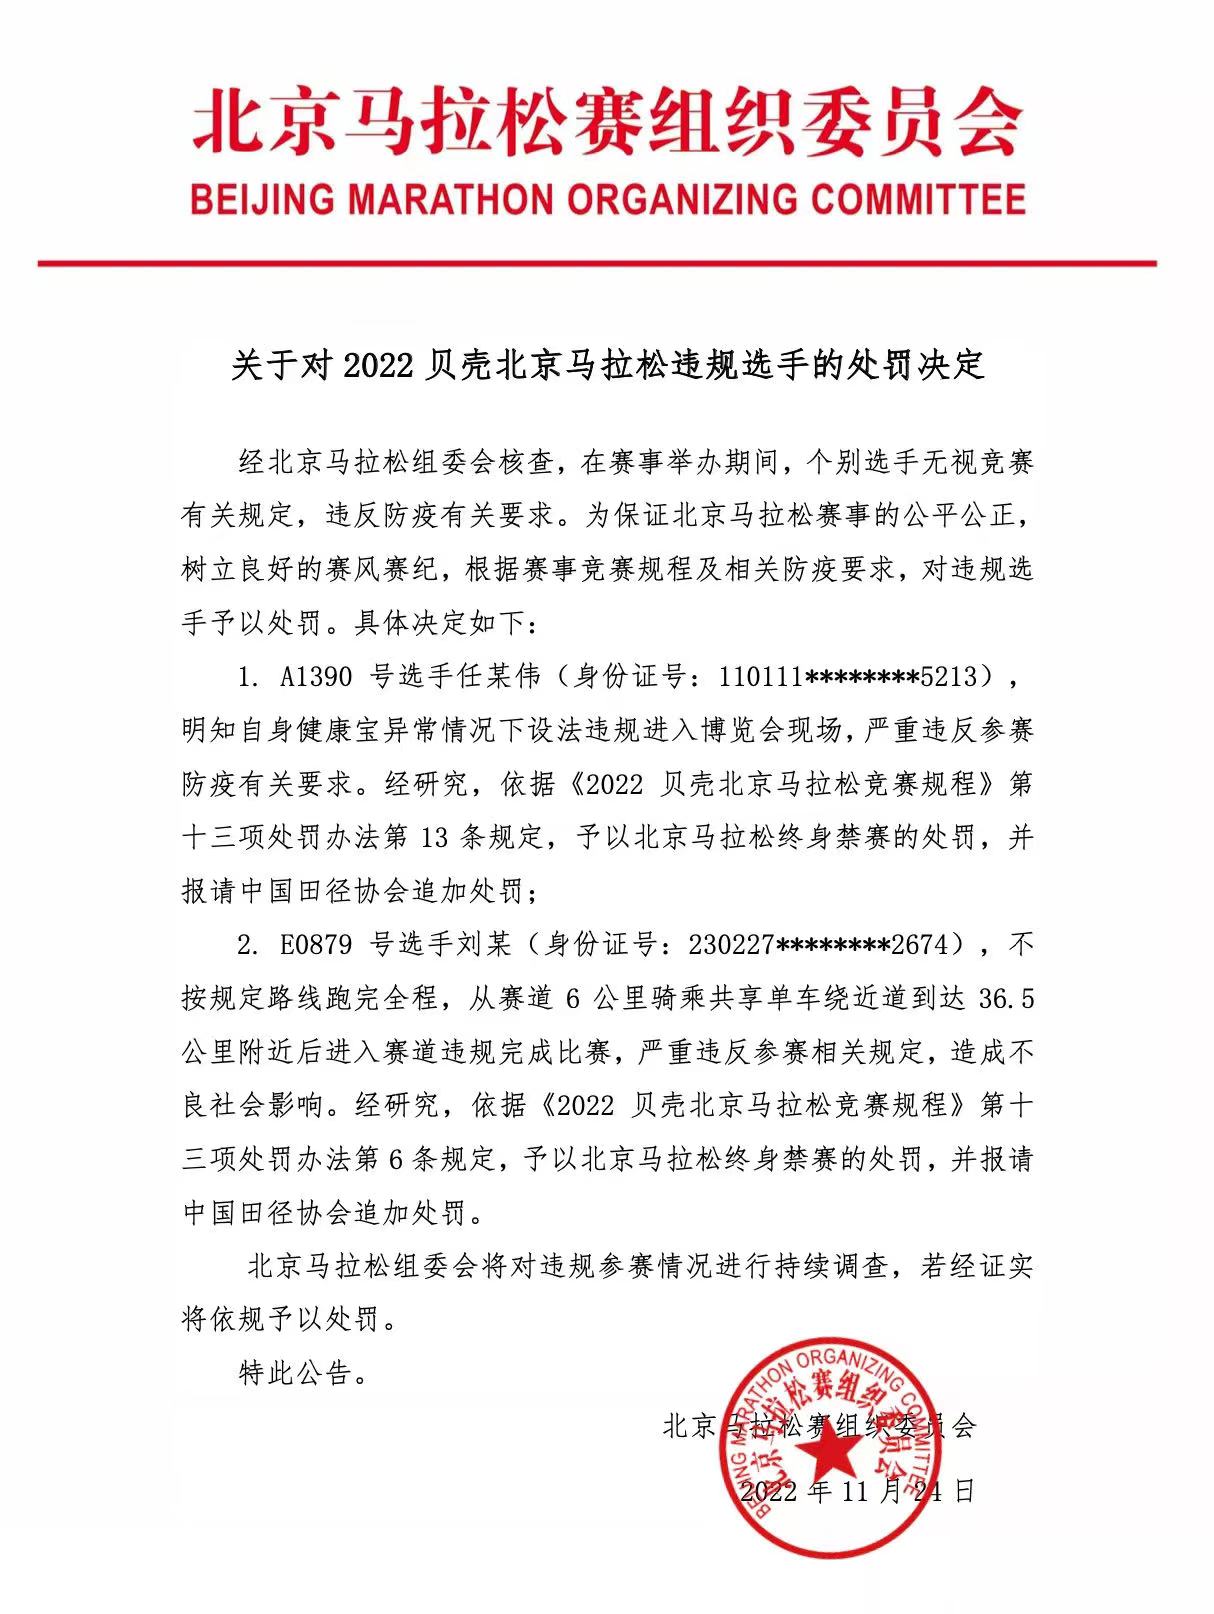 北京马拉松赛组织委员会
BEIJING MARATHON ORGANIZING COMMITTEE
关于对 2022 贝壳北京马拉松违规选手的处罚决定
经北京马拉松组委会核查，在赛事举办期间，个别选手无视竞赛
有关规定，违反防疫有关要求。为保证北京马拉松赛事的公平公正，
树立良好的赛风赛纪，根据赛事竞赛规程及相关防疫要求，对违规选
手予以处罚。具体决定如下：
1. A1390 号选手任某伟（身份证号：110111********5213），
明知自身健康宝异常情况下设法违规进入博览会现场，严重违反参赛
防疫有关要求。经研究，依据《2022 贝壳北京马拉松竞赛规程》第
十三项处罚办法第 13 条规定，予以北京马拉松终身禁赛的处罚，并
报请中国田径协会追加处罚；
2. E0879 号选手刘某（身份证号：230227********2674），不
按规定路线跑完全程，从赛道 6 公里骑乘共享单车绕近道到达 36.5
公里附近后进入赛道违规完成比赛，严重违反参赛相关规定，造成不
良社会影响。经研究，依据《2022 贝壳北京马拉松竞赛规程》第十
三项处罚办法第 6 条规定，予以北京马拉松终身禁赛的处罚，并报请
中国田径协会追加处罚。
北京马拉松组委会将对违规参赛情况进行持续调查，若经证实
将依规予以处罚。
特此公告。
北京马拉松赛组织委员会
2022 年 11 月 24 日
BEIJING MARATHON ORGANIZING COMMITTEE
北京马拉松赛组织委员会